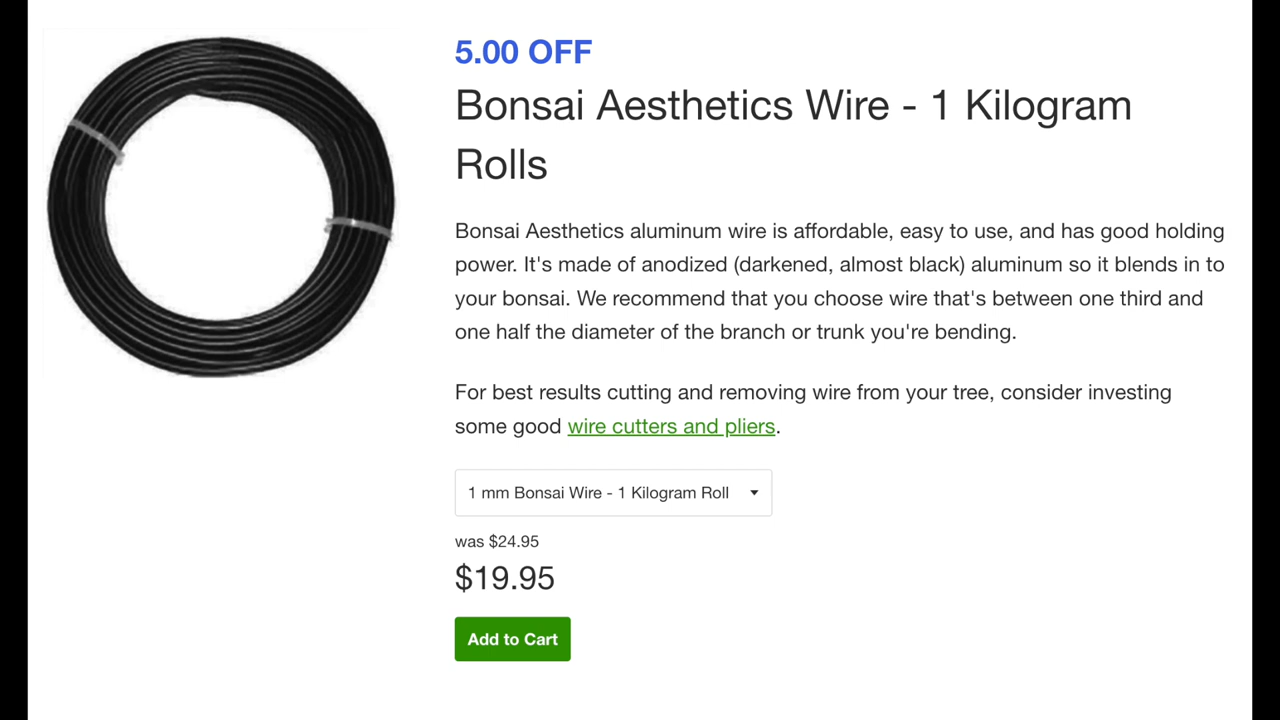 5.00 OFF
Bonsai Aesthetics Wire - 1 Kilogram
Rolls
Bonsai Aesthetics aluminum wire is affordable, easy to use, and has good holding
power. It's made of anodized (darkened, almost black) aluminum so it blends in to
your bonsai. We recommend that you choose wire that's between one third and
one half the diameter of the branch or trunk you're bending.
For best results cutting and removing wire from your tree, consider investing
some good wire cutters and pliers.
1 mm Bonsai Wire - 1 Kilogram Roll
was $24.95
$19.95
Add to Cart